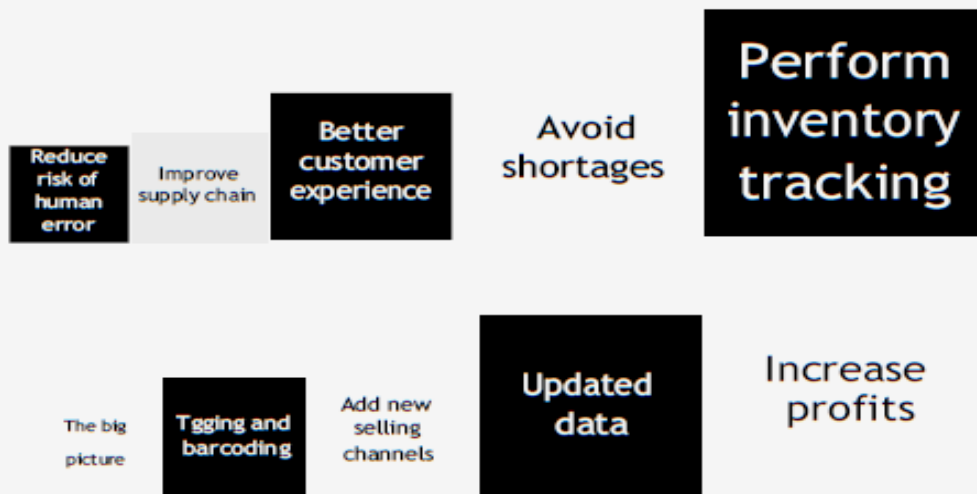 Reduce
risk of
human
error
Improve
supply chain
Better
customer
experience
Avoid
shortages
Perform
inventory
tracking
The big
picture
Tgging and
barcoding
Add new
selling
channels
Updated
data
Increase
profits